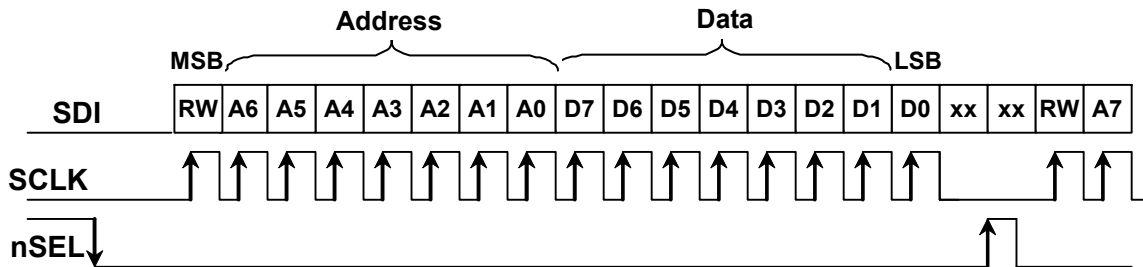 Address Data
MSB LSB
SDI RW A6 A5 A4 A3 A2 A1 A0 D7 D6 D5 D4 D3 D2 D1 D0 xx xx RW A7
SCLK
nSEL